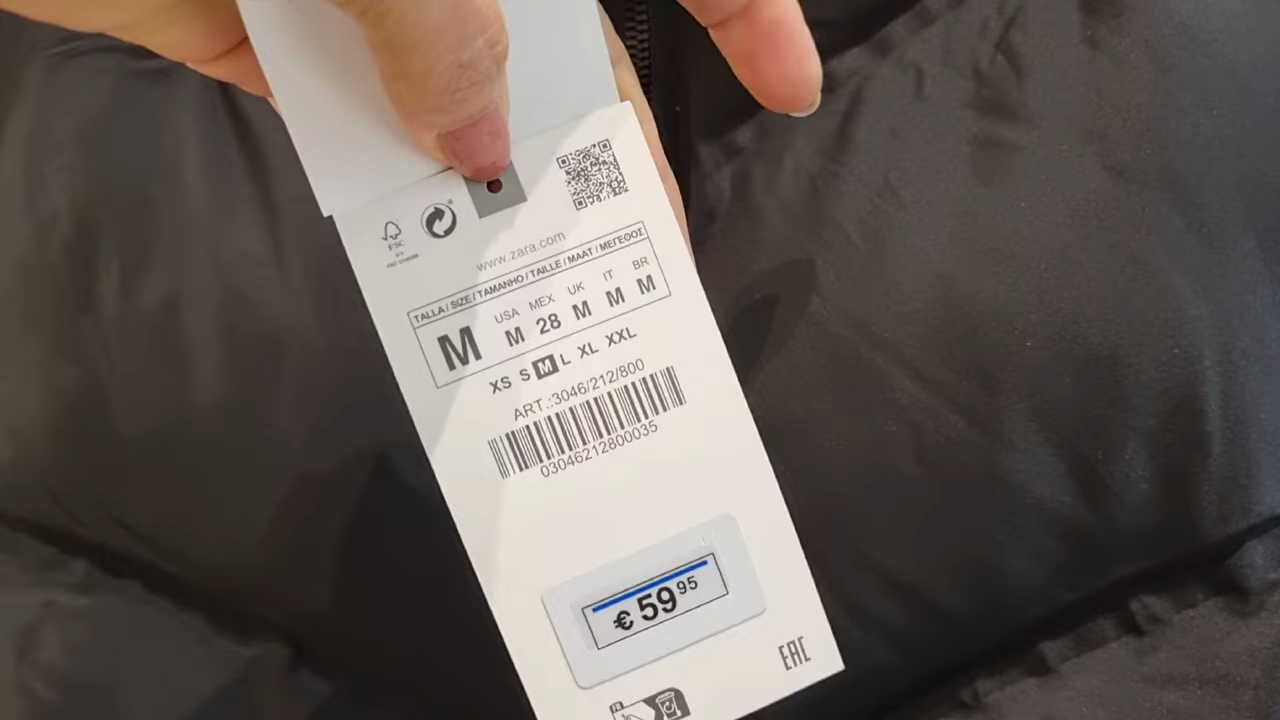 FSC
www.zara.com
TALLA / SIZE / TAMANHO / TAILLE / MAAT / ΜΕΓΕΘΟΣ
M USA MEX UK IT BR
M 28 M M M
XS S M L XL XXL
ART.:3046/212/800
03046212800035
€ 59 95
EAC
FR